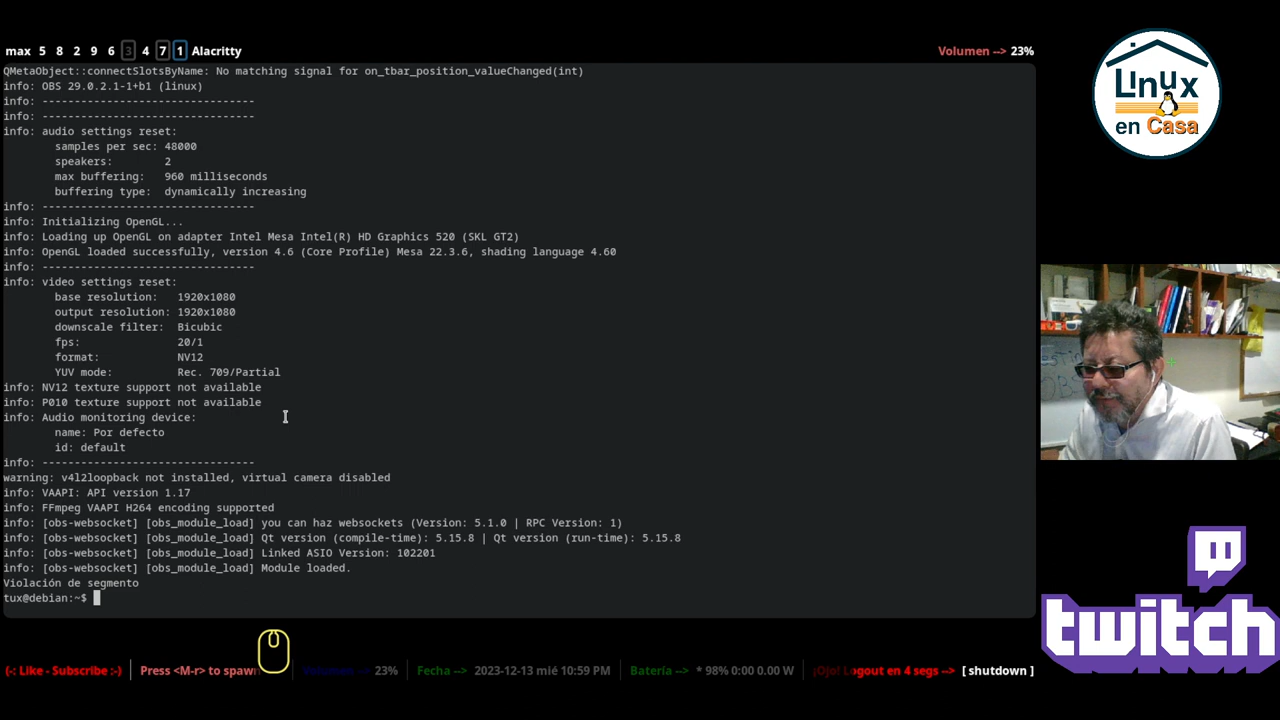 max 5 8 2 9 6 3 4 7 1 Alacritty
Volumen --> 23%
QMetaObject::connectSlotsByName: No matching signal for on_tbar_position_valueChanged(int)
info: OBS 29.0.2.1-1+b1 (linux)
info: ---------------------------------
info: ---------------------------------
info: audio settings reset:
samples per sec: 48000
speakers: 2
max buffering: 960 milliseconds
buffering type: dynamically increasing
info: ---------------------------------
info: Initializing OpenGL...
info: Loading up OpenGL on adapter Intel Mesa Intel(R) HD Graphics 520 (SKL GT2)
info: OpenGL loaded successfully, version 4.6 (Core Profile) Mesa 22.3.6, shading language 4.60
info: ---------------------------------
info: video settings reset:
base resolution: 1920x1080
output resolution: 1920x1080
downscale filter: Bicubic
fps: 20/1
format: NV12
YUV mode: Rec. 709/Partial
info: NV12 texture support not available
info: P010 texture support not available
info: Audio monitoring device:
name: Por defecto
id: default
info: ---------------------------------
warning: v4l2loopback not installed, virtual camera disabled
info: VAAPI: API version 1.17
info: FFmpeg VAAPI H264 encoding supported
info: [obs-websocket] [obs_module_load] you can haz websockets (Version: 5.1.0 | RPC Version: 1)
info: [obs-websocket] [obs_module_load] Qt version (compile-time): 5.15.8 | Qt version (run-time): 5.15.8
info: [obs-websocket] [obs_module_load] Linked ASIO Version: 102201
info: [obs-websocket] [obs_module_load] Module loaded.
Violación de segmento
tux@debian:~$
(-: Like - Subscribe :-) Press <M-r> to spawn Volumen --> 23% Fecha --> 2023-12-13 mié 10:59 PM Batería --> * 98% 0:00 0.00 W ¡Ojo! Logout en 4 segs --> [ shutdown ]
Linux
en Casa
twitch